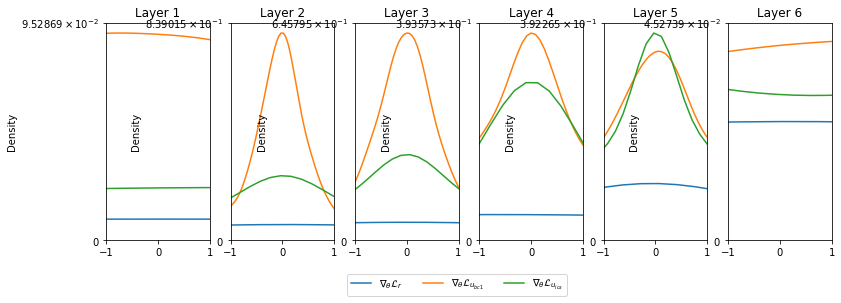 Layer 1
Layer 2
Layer 3
Layer 4
Layer 5
Layer 6
9.52869 × 10⁻²
8.39015 × 10⁻¹
6.45795 × 10⁻¹
3.93573 × 10⁻¹
3.92265 × 10⁻¹
4.52739 × 10⁻²
Density
Density
Density
Density
Density
Density
0
0
0
0
0
0
−1 0 1
−1 0 1
−1 0 1
−1 0 1
−1 0 1
−1 0 1
∇θℒr ∇θℒu_bc1 ∇θℒu_ics